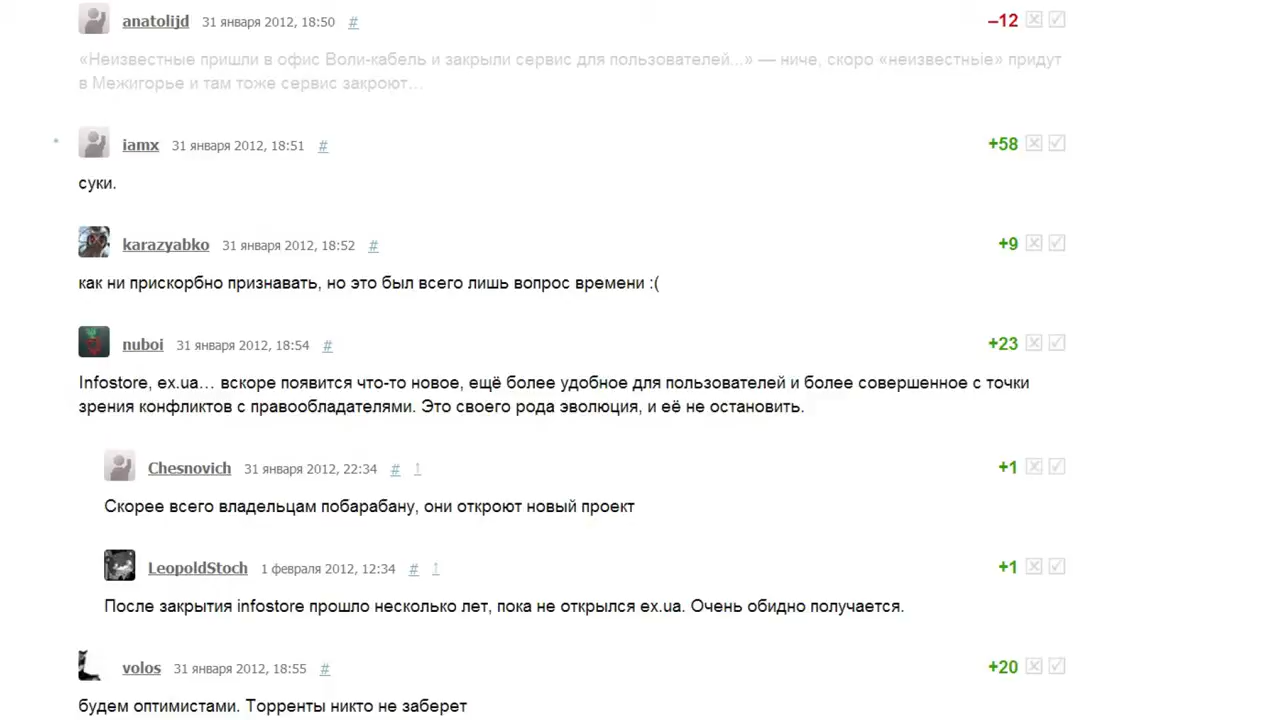 anatolijd 31 января 2012, 18:50 # –12
«Неизвестные пришли в офис Воли-кабель и закрыли сервис для пользователей...» — ниче, скоро «неизвестные» придут
в Межигорье и там тоже сервис закроют…
iamx 31 января 2012, 18:51 # +58
суки.
karazyabko 31 января 2012, 18:52 # +9
как ни прискорбно признавать, но это был всего лишь вопрос времени :(
nuboi 31 января 2012, 18:54 # +23
Infostore, ex.ua… вскоре появится что-то новое, ещё более удобное для пользователей и более совершенное с точки
зрения конфликтов с правообладателями. Это своего рода эволюция, и её не остановить.
Chesnovich 31 января 2012, 22:34 # ↑ +1
Скорее всего владельцам побарабану, они откроют новый проект
LeopoldStoch 1 февраля 2012, 12:34 # ↑ +1
После закрытия infostore прошло несколько лет, пока не открылся ex.ua. Очень обидно получается.
volos 31 января 2012, 18:55 # +20
будем оптимистами. Торренты никто не заберет